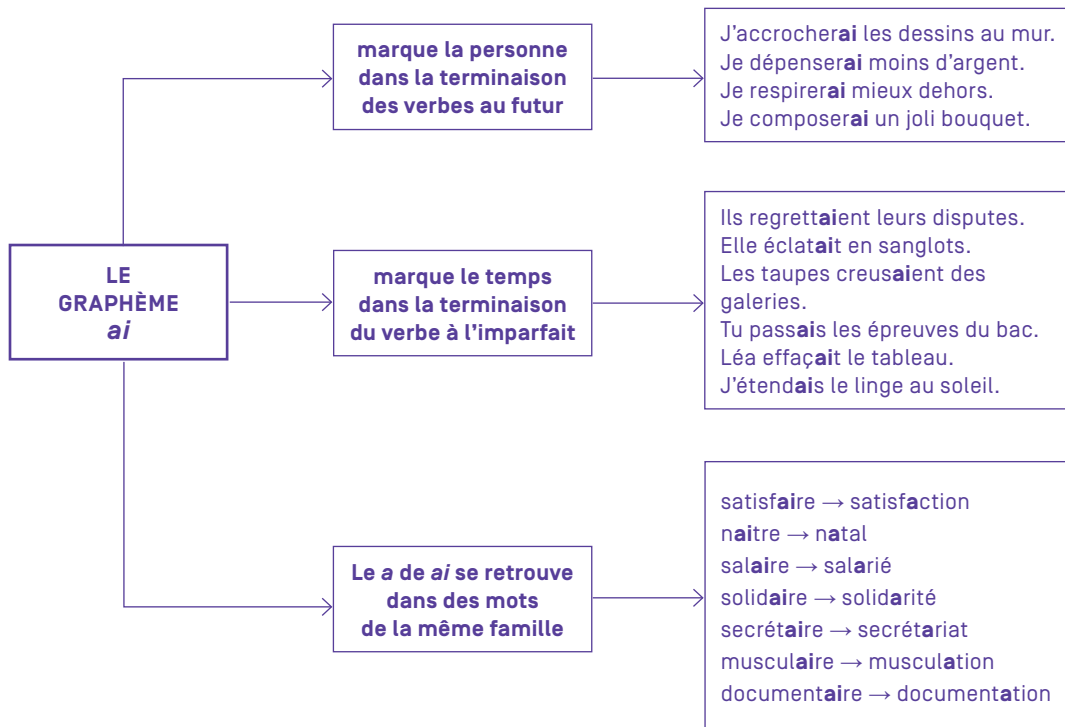 LE
GRAPHÈME
ai
marque la personne
dans la terminaison
des verbes au futur
J'accrocherai les dessins au mur.
Je dépenserai moins d'argent.
Je respirerai mieux dehors.
Je composerai un joli bouquet.
marque le temps
dans la terminaison
du verbe à l'imparfait
Ils regrettaient leurs disputes.
Elle éclatait en sanglots.
Les taupes creusaient des
galeries.
Tu passais les épreuves du bac.
Léa effaçait le tableau.
J'étendais le linge au soleil.
Le a de ai se retrouve
dans des mots
de la même famille
satisfaire → satisfaction
naitre → natal
salaire → salarié
solidaire → solidarité
secrétaire → secrétariat
musculaire → musculation
documentaire → documentation